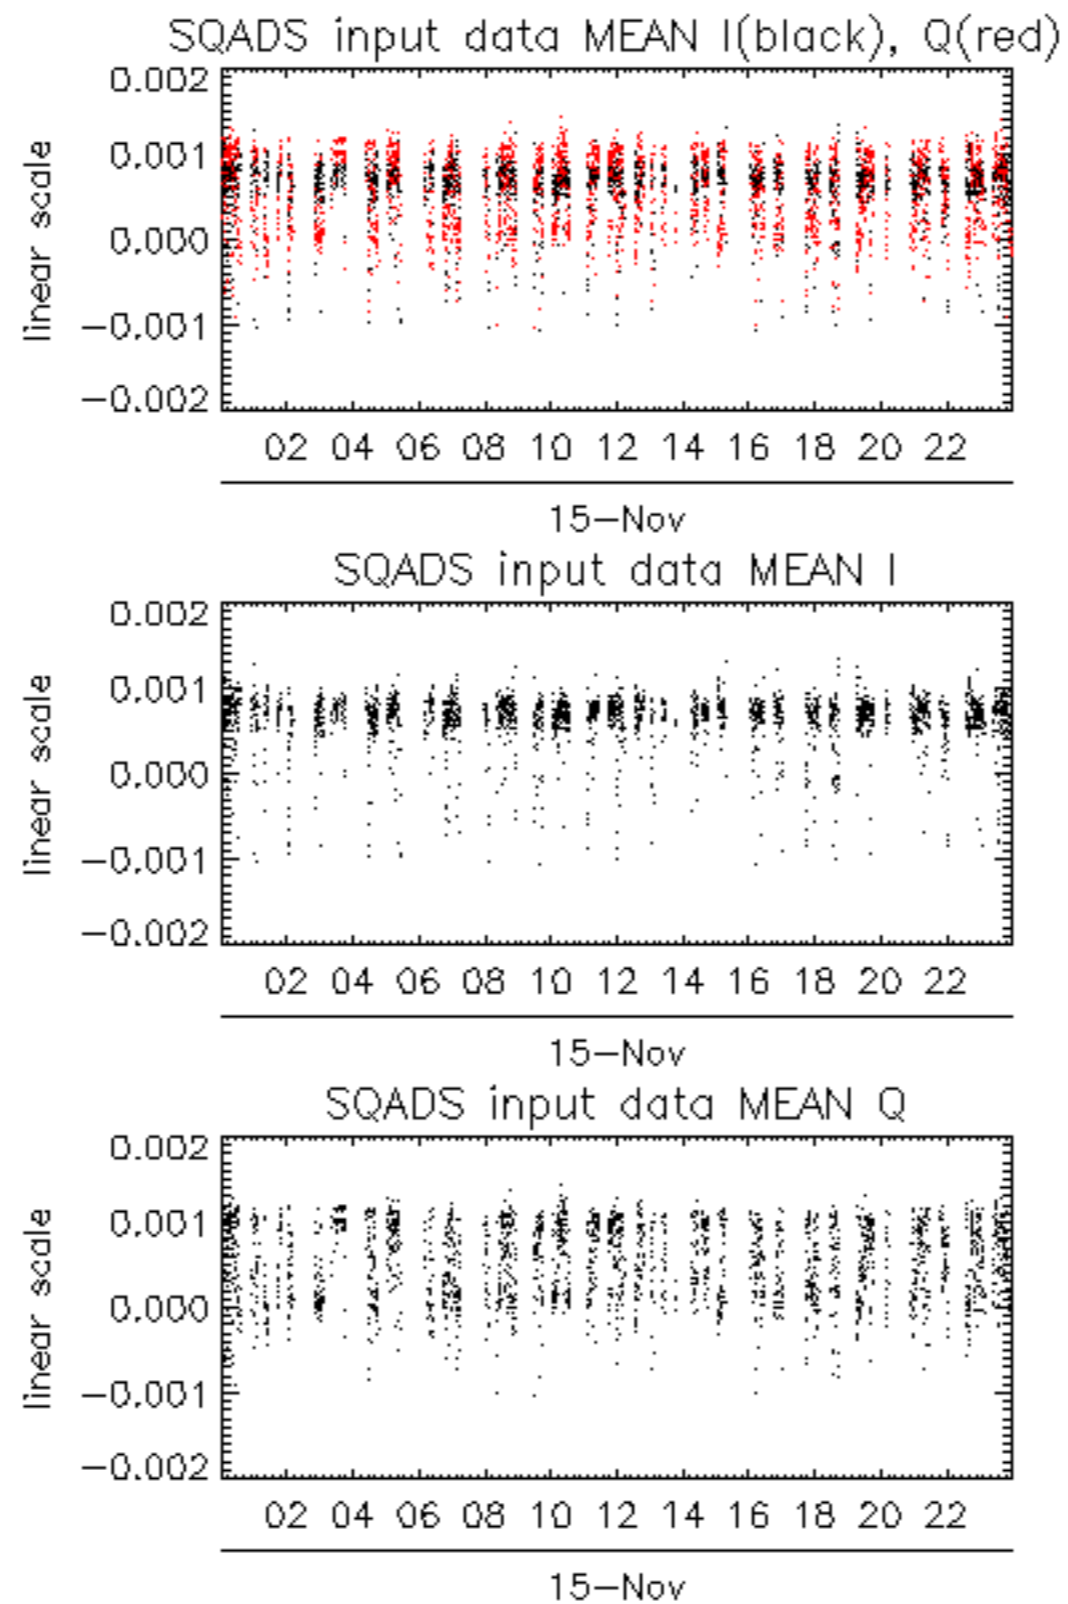 SQADS input data MEAN I(black), Q(red)
0.002
0.001
0.000
−0.001
−0.002
linear scale
02 04 06 08 10 12 14 16 18 20 22
15−Nov
SQADS input data MEAN I
0.002
0.001
0.000
−0.001
−0.002
linear scale
02 04 06 08 10 12 14 16 18 20 22
15−Nov
SQADS input data MEAN Q
0.002
0.001
0.000
−0.001
−0.002
linear scale
02 04 06 08 10 12 14 16 18 20 22
15−Nov